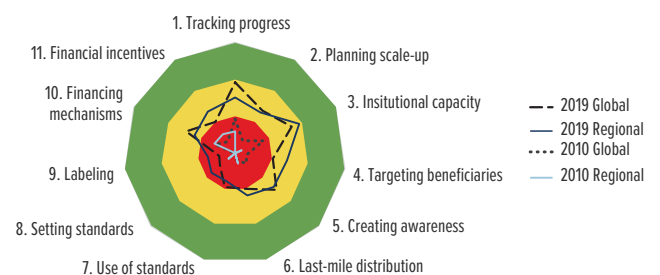 1. Tracking progress
2. Planning scale-up
3. Insitutional capacity
4. Targeting beneficiaries
5. Creating awareness
6. Last-mile distribution
7. Use of standards
8. Setting standards
9. Labeling
10. Financing
mechanisms
11. Financial incentives
2019 Global
2019 Regional
2010 Global
2010 Regional